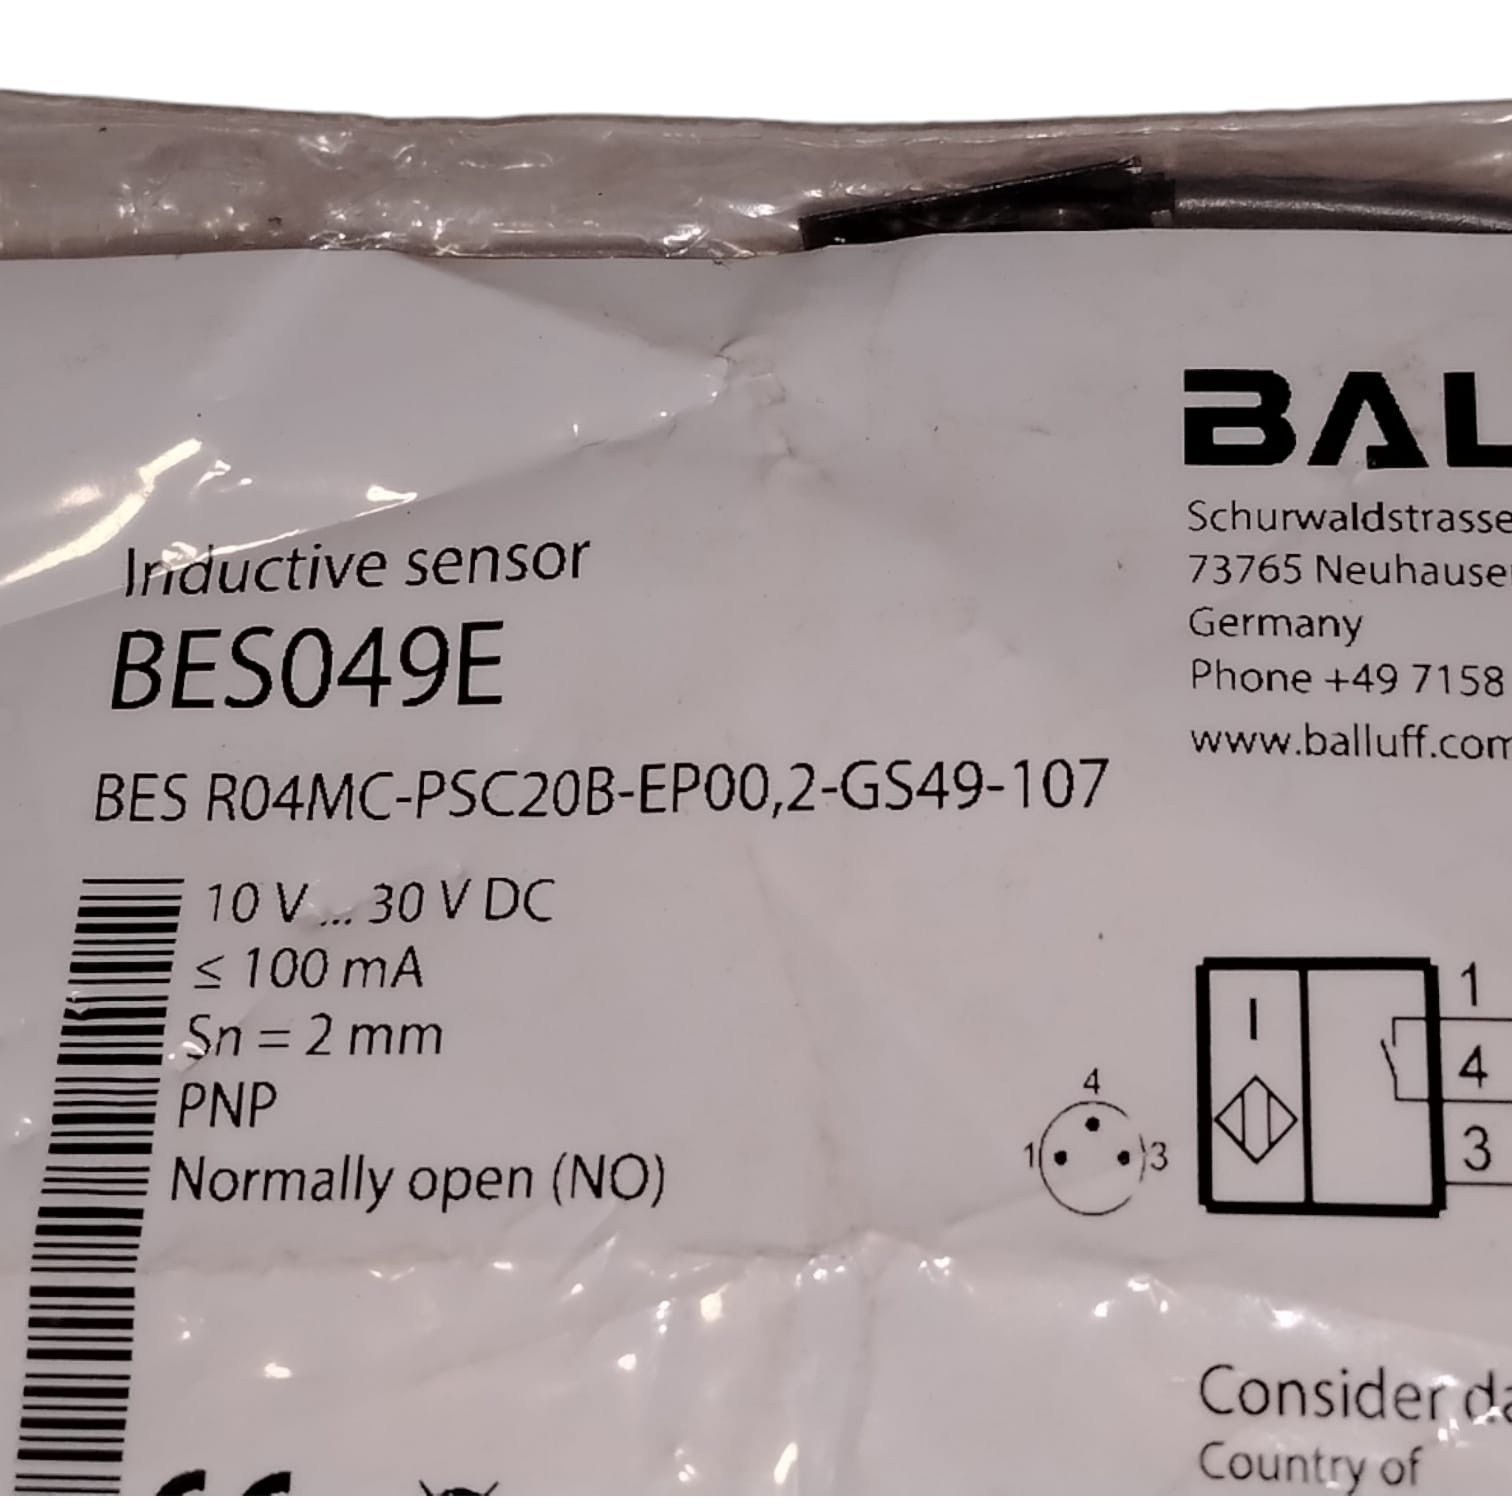 Inductive sensor
BES049E
BES R04MC-PSC20B-EP00,2-GS49-107
10 V ... 30 V DC
≤ 100 mA
Sn = 2 mm
PNP
Normally open (NO)
BAL
Schurwaldstrasse
73765 Neuhause
Germany
Phone +49 7158
www.balluff.com
1
4
3
4
1
3
Consider da
Country of
CE